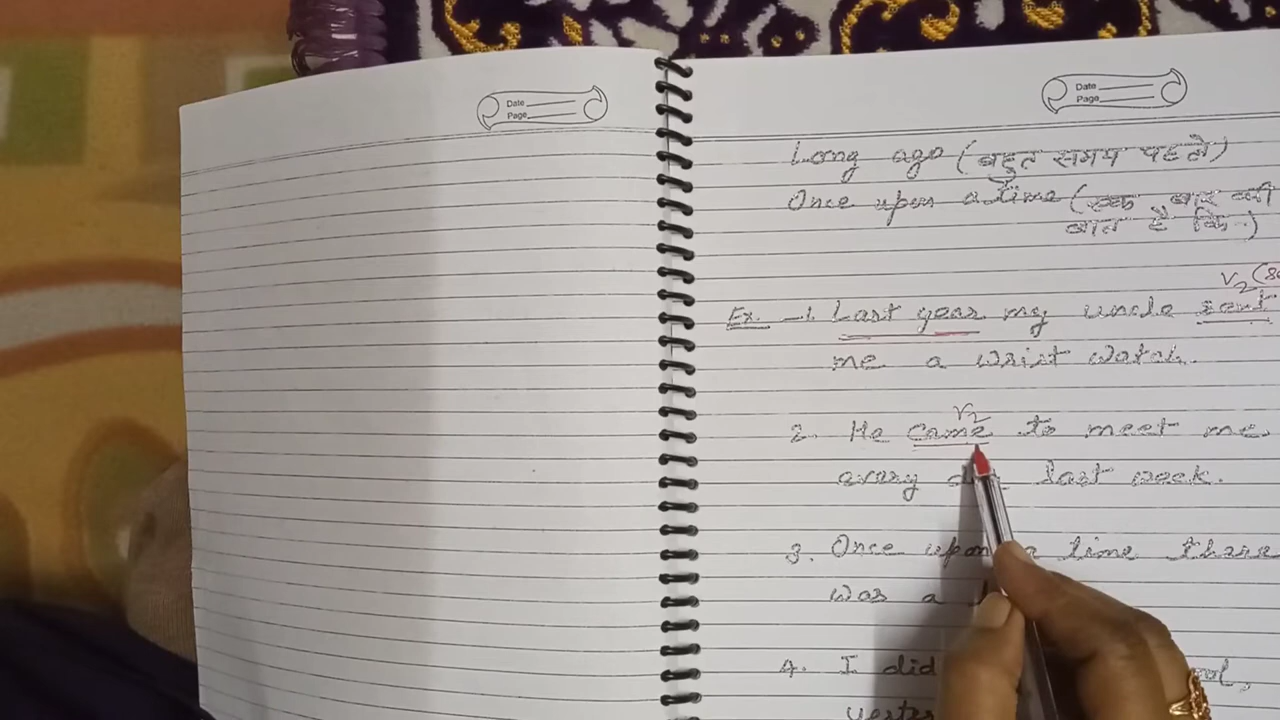 Date
Page
Date
Page
Long ago (बहुत समय पहले)
Once upon a time (एक बार की
बात है कि)
V2
Ex. -1. Last year my uncle sent
me a wrist watch.
V2
2. He came to meet me
every last week.
3. Once upon a time there
was a
4. I did